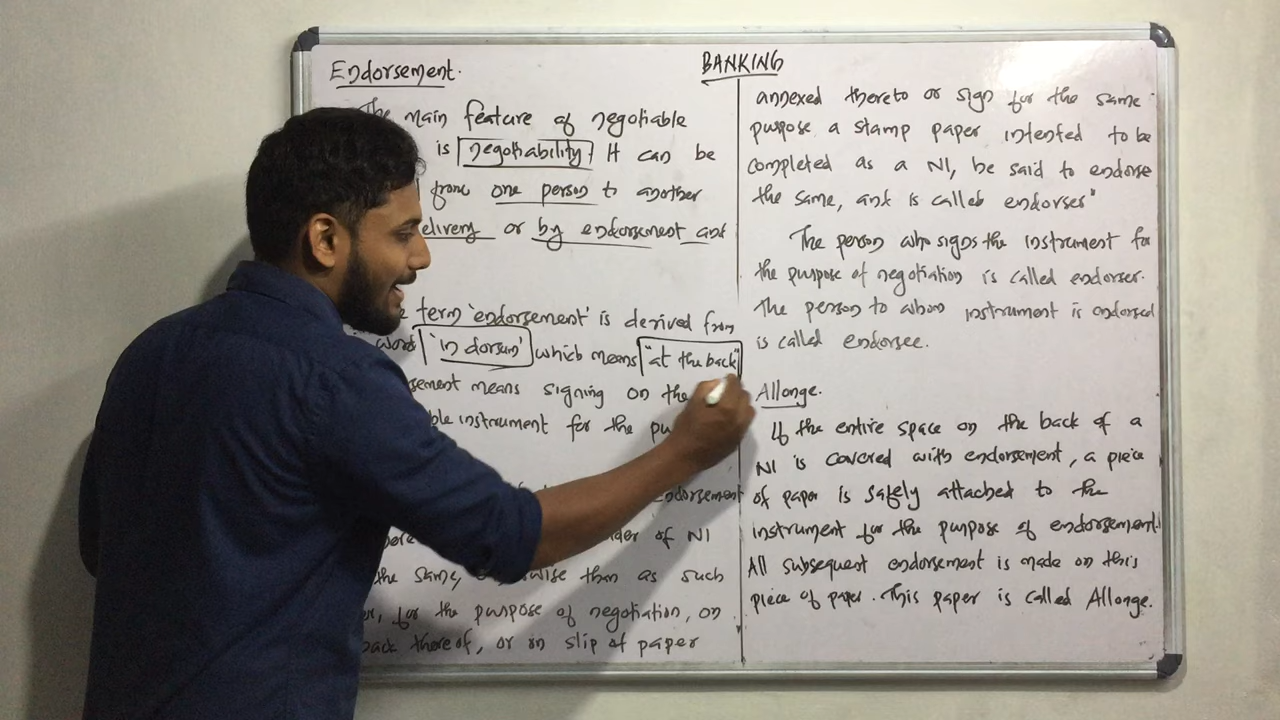 BANKING
Endorsement.
The main feature of negotiable
is negotiability. It can be
from one person to another
elivery or by endorsement and
term 'endorsement' is derived from
word 'in dorsum' which means "at the back"
sement means signing on the
ble instrument for the pu
endorsement
der of NI
the same, wise than as such
for the purpose of negotiation, on
back thereof, or on slip of paper
annexed thereto or sign for the same
purpose a stamp paper intented to be
completed as a NI, be said to endorse
the same, and is called endorser"
The person who signs the instrument for
the purpose of negotiation is called endorser.
The person to whom instrument is endorsed
is called endorsee.
Allonge.
If the entire space on the back of a
NI is covered with endorsement, a piece
of paper is safely attached to the
instrument for the purpose of endorsement.
All subsequent endorsement is made on this
piece of paper. This paper is called Allonge.